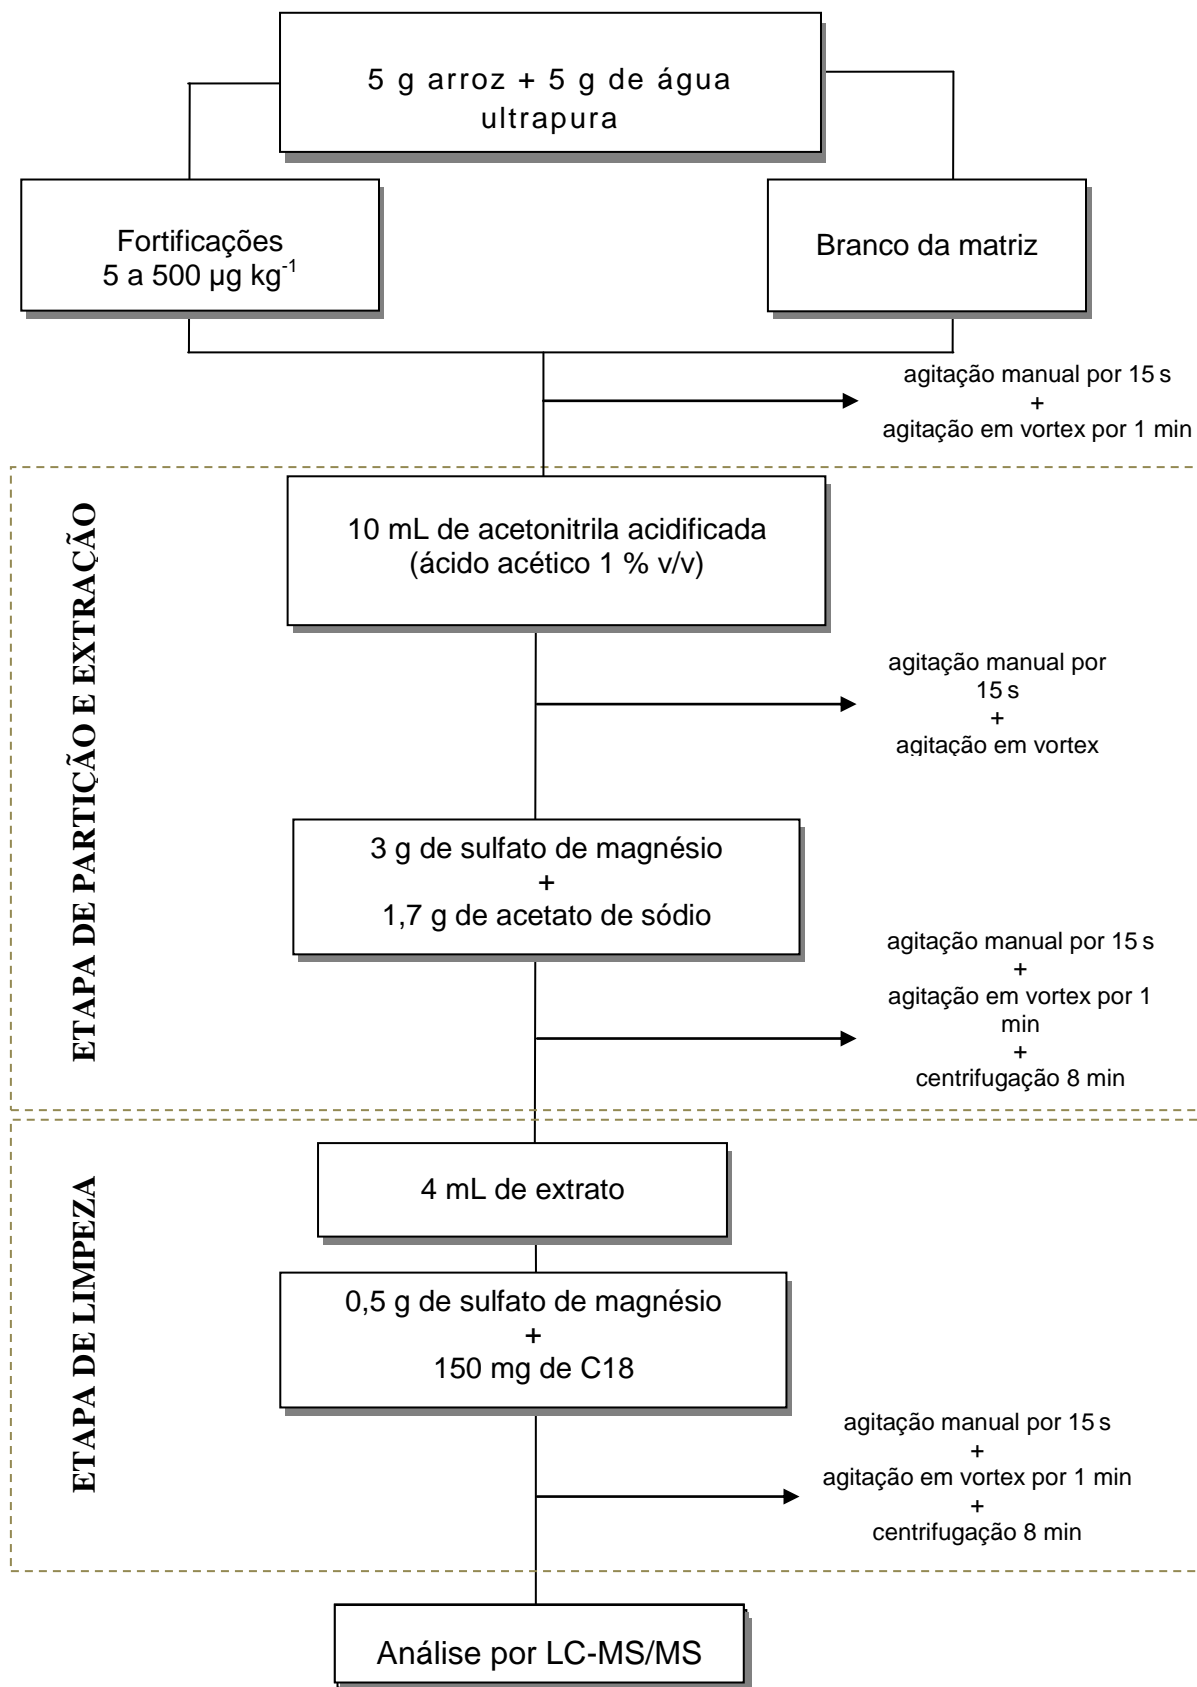 5 g arroz + 5 g de água
ultrapura
Fortificações
5 a 500 µg kg⁻¹
Branco da matriz
agitação manual por 15 s
+
agitação em vortex por 1 min
ETAPA DE PARTIÇÃO E EXTRAÇÃO
10 mL de acetonitrila acidificada
(ácido acético 1 % v/v)
agitação manual por
15 s
+
agitação em vortex
3 g de sulfato de magnésio
+
1,7 g de acetato de sódio
agitação manual por 15 s
+
agitação em vortex por 1
min
+
centrifugação 8 min
ETAPA DE LIMPEZA
4 mL de extrato
0,5 g de sulfato de magnésio
+
150 mg de C18
agitação manual por 15 s
+
agitação em vortex por 1 min
+
centrifugação 8 min
Análise por LC-MS/MS